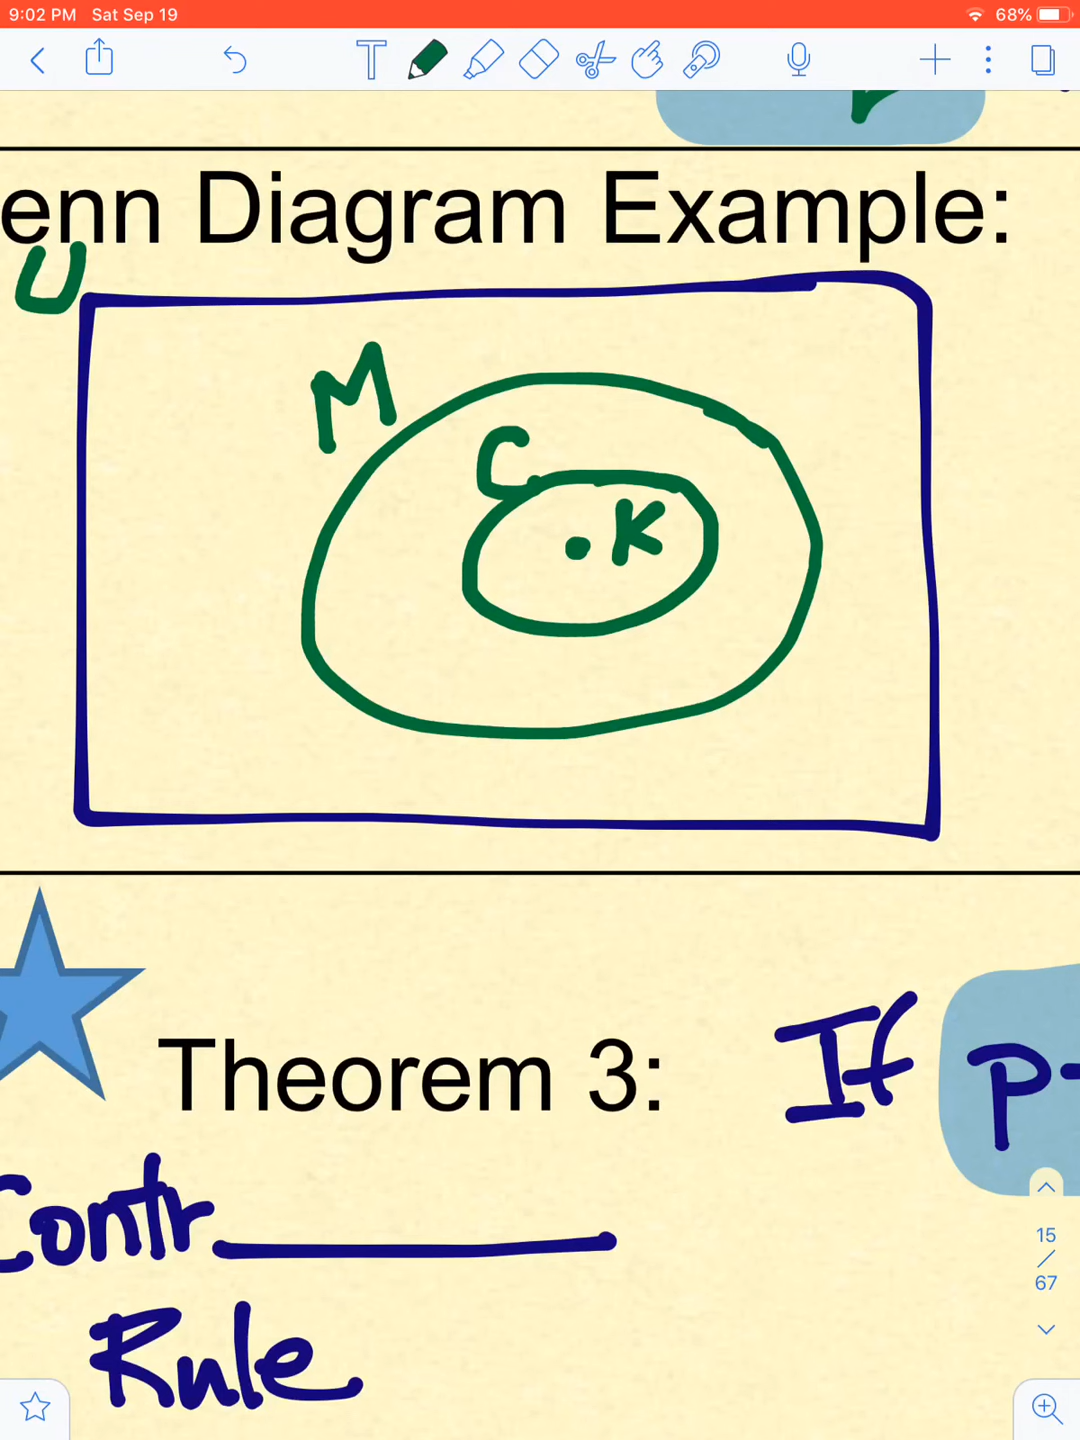 9:02 PM Sat Sep 19 68%
T
enn Diagram Example:
U
M
C
K
Theorem 3: If p
Contr
Rule
15
/
67